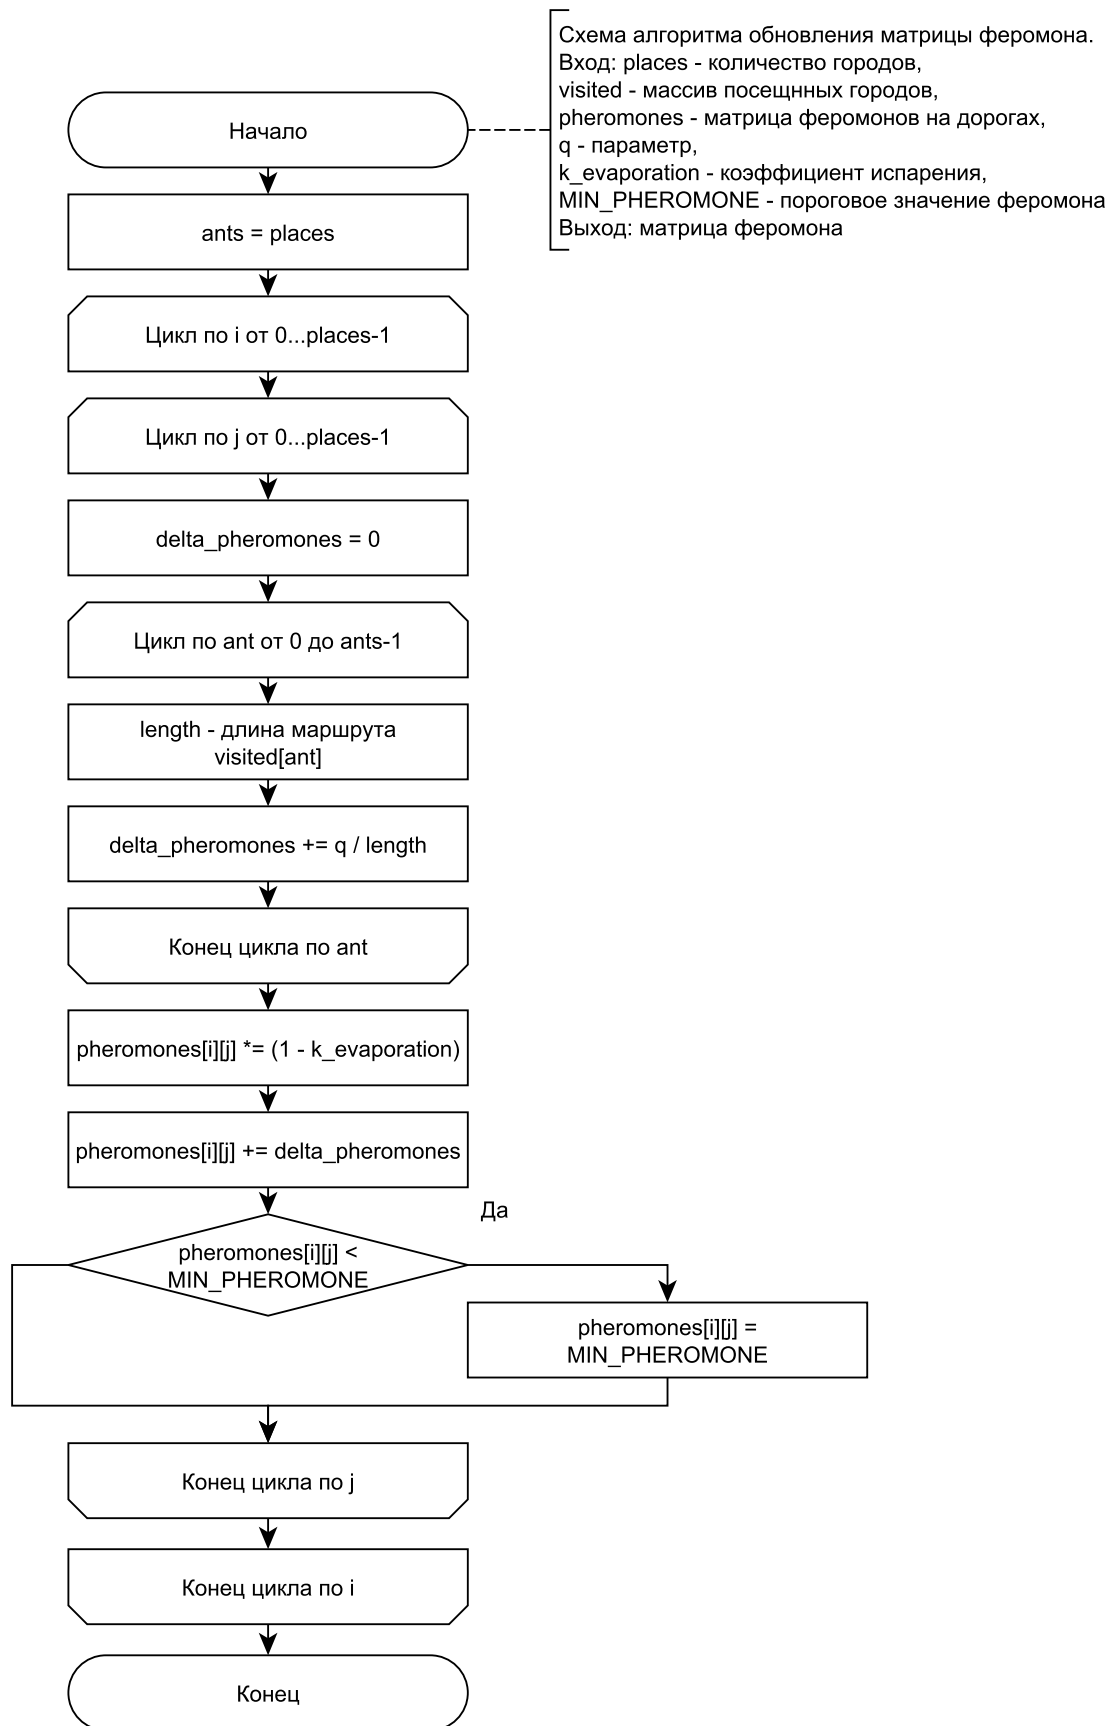 Схема алгоритма обновления матрицы феромона.
Вход: places - количество городов,
visited - массив посещнных городов,
pheromones - матрица феромонов на дорогах,
q - параметр,
k_evaporation - коэффициент испарения,
MIN_PHEROMONE - пороговое значение феромона
Выход: матрица феромона
Начало
ants = places
Цикл по i от 0...places-1
Цикл по j от 0...places-1
delta_pheromones = 0
Цикл по ant от 0 до ants-1
length - длина маршрута
visited[ant]
delta_pheromones += q / length
Конец цикла по ant
pheromones[i][j] *= (1 - k_evaporation)
pheromones[i][j] += delta_pheromones
Да
pheromones[i][j] <
MIN_PHEROMONE
pheromones[i][j] =
MIN_PHEROMONE
Конец цикла по j
Конец цикла по i
Конец